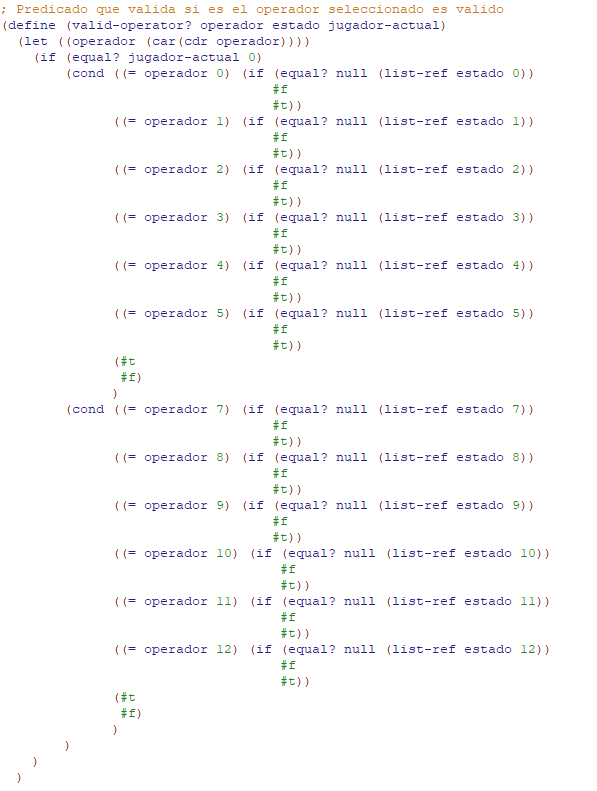 ; Predicado que valida si es el operador seleccionado es valido
(define (valid-operator? operador estado jugador-actual)
  (let ((operador (car(cdr operador))))
    (if (equal? jugador-actual 0)
        (cond ((= operador 0) (if (equal? null (list-ref estado 0))
                                  #f
                                  #t))
              ((= operador 1) (if (equal? null (list-ref estado 1))
                                  #f
                                  #t))
              ((= operador 2) (if (equal? null (list-ref estado 2))
                                  #f
                                  #t))
              ((= operador 3) (if (equal? null (list-ref estado 3))
                                  #f
                                  #t))
              ((= operador 4) (if (equal? null (list-ref estado 4))
                                  #f
                                  #t))
              ((= operador 5) (if (equal? null (list-ref estado 5))
                                  #f
                                  #t))
              (#t
               #f)
              )
        (cond ((= operador 7) (if (equal? null (list-ref estado 7))
                                  #f
                                  #t))
              ((= operador 8) (if (equal? null (list-ref estado 8))
                                  #f
                                  #t))
              ((= operador 9) (if (equal? null (list-ref estado 9))
                                  #f
                                  #t))
              ((= operador 10) (if (equal? null (list-ref estado 10))
                                   #f
                                   #t))
              ((= operador 11) (if (equal? null (list-ref estado 11))
                                   #f
                                   #t))
              ((= operador 12) (if (equal? null (list-ref estado 12))
                                   #f
                                   #t))
              (#t
               #f)
              )
        )
    )
  )